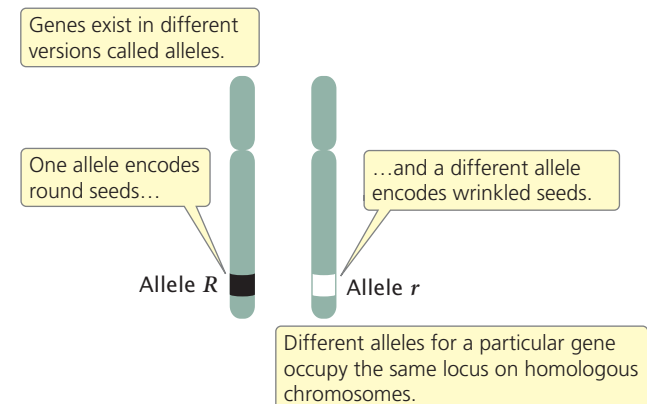 Genes exist in different
versions called alleles.
One allele encodes
round seeds…
…and a different allele
encodes wrinkled seeds.
Allele R
Allele r
Different alleles for a particular gene
occupy the same locus on homologous
chromosomes.